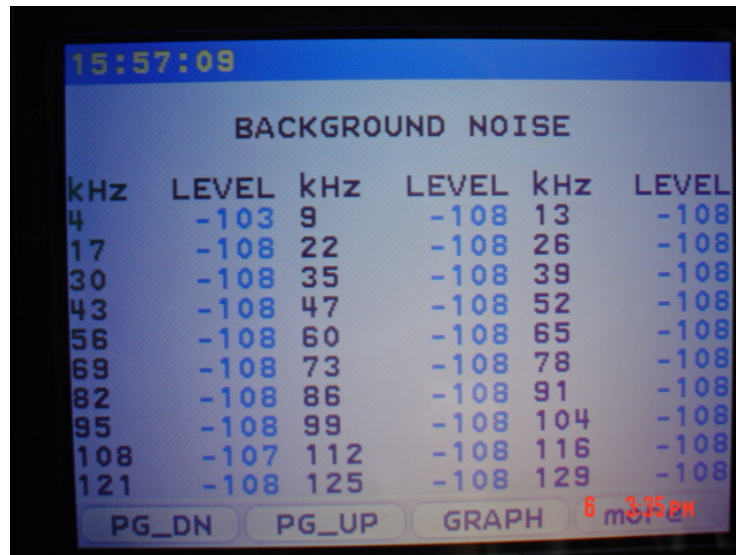 15:57:09
BACKGROUND NOISE
kHz LEVEL kHz LEVEL kHz LEVEL
4 -103 9 -108 13 -108
17 -108 22 -108 26 -108
30 -108 35 -108 39 -108
43 -108 47 -108 52 -108
56 -108 60 -108 65 -108
69 -108 73 -108 78 -108
82 -108 86 -108 91 -108
95 -108 99 -108 104 -108
108 -107 112 -108 116 -108
121 -108 125 -108 129 -108
PG_DN PG_UP GRAPH more
6 3:35PM